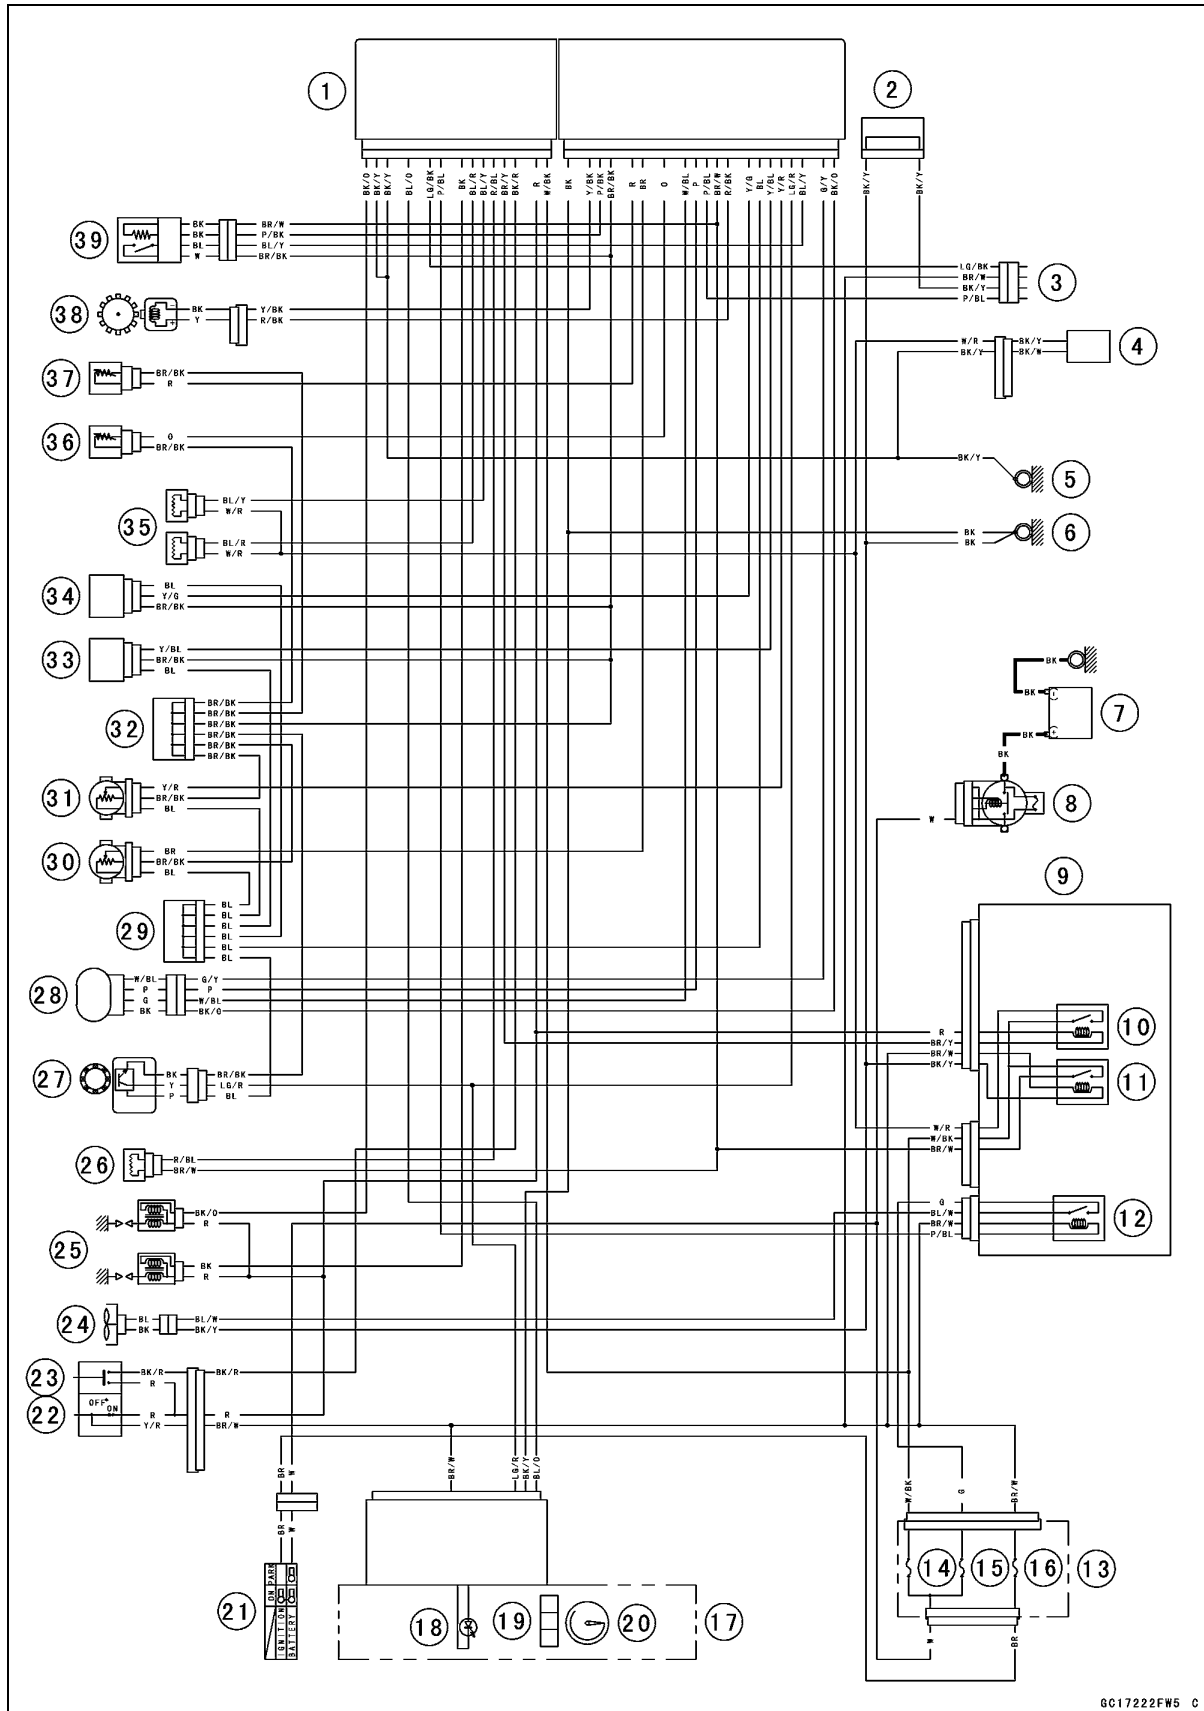 1
2
BK/O
BK/Y
BK/Y
BL/O
LG/BK
P/BL
BK
BL/R
BL/Y
R/BL
BR/Y
BK/R
R
W/BK
BK
Y/BK
P/BK
BR/BK
R
BR
O
W/BL
P
P/BL
BR/W
R/BK
Y/G
BL
Y/BL
Y/R
LG/R
BL/Y
G/Y
BK/O
BK/Y
BK/Y
39
BK
BK
BL
W
BR/W
P/BK
BL/Y
BR/BK
LG/BK
BR/W
BK/Y
P/BL
3
38
BK
Y
- +
Y/BK
R/BK
W/R
BK/Y
BK/Y
BK/W
4
37
BR/BK
R
36
O
BR/BK
BK/Y
5
35
BL/Y
W/R
BL/R
W/R
BK
BK
6
34
BL
Y/G
BR/BK
33
Y/BL
BR/BK
BL
BK
BK
-
+
BK
BK
7
32
BR/BK
BR/BK
BR/BK
BR/BK
BR/BK
BR/BK
31
Y/R
BR/BK
BL
W
8
30
BR
BR/BK
BL
9
29
BL
BL
BL
BL
BL
BL
28
W/BL
P
G
BK
G/Y
P
W/BL
BK/O
R
BR/Y
BR/W
BK/Y
10
11
27
BK
Y
P
BR/BK
LG/R
BL
W/R
W/BK
BR/W
26
R/BL
BR/W
G
BL/W
BR/W
P/BL
12
25
BK/O
R
BK
R
24
BL
BK
BL/W
BK/Y
23
BK/R
R
BK/R
22
OFF
ON
R
Y/R
R
BR/W
BR
W
BR
W
BR/W
LG/R
BK/Y
BL/O
W/BK
G
BR/W
14
15
16
13
21
ON
PARK
IGNITION
BATTERY
18
19
20
17
W
BR
GC17222FW5 C